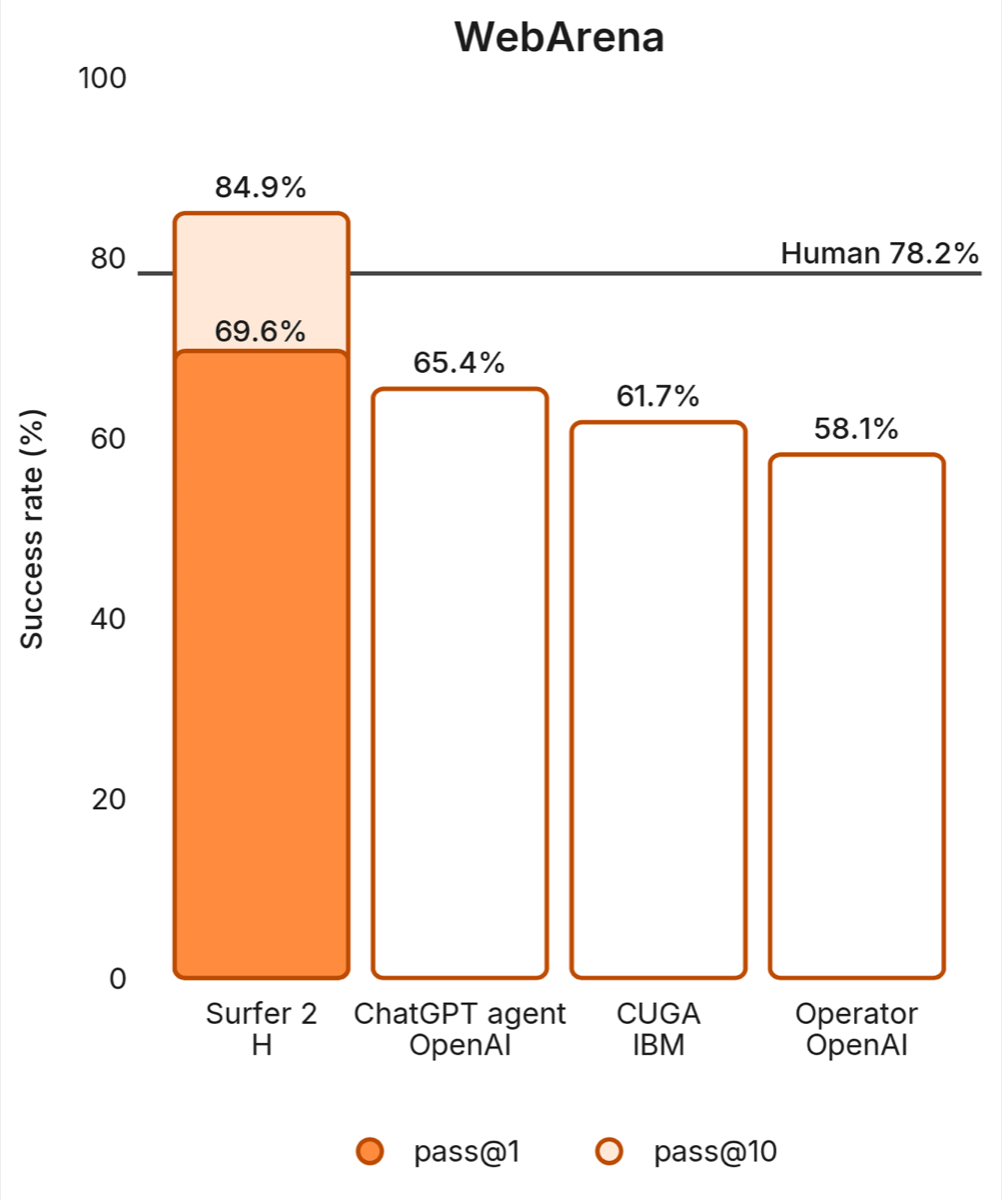 WebArena
100
84.9%
80
Human 78.2%
69.6%
65.4%
61.7%
58.1%
60
Success rate (%)
40
20
0
Surfer 2
H
ChatGPT agent
OpenAI
CUGA
IBM
Operator
OpenAI
pass@1
pass@10